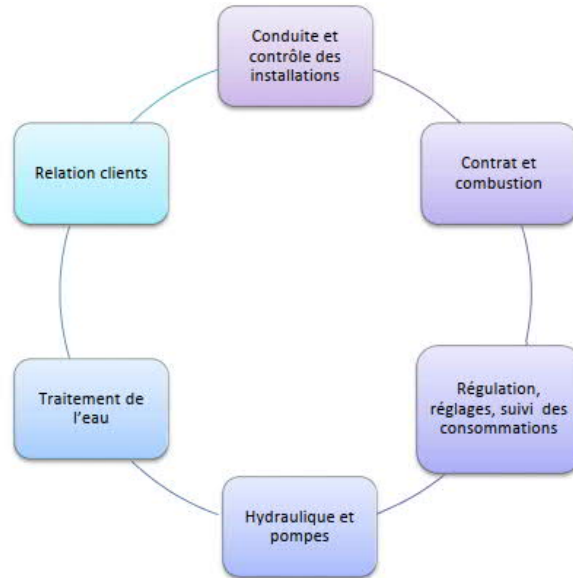 Conduite et
contrôle des
installations
Contrat et
combustion
Régulation,
réglages, suivi des
consommations
Hydraulique et
pompes
Traitement de
l'eau
Relation clients